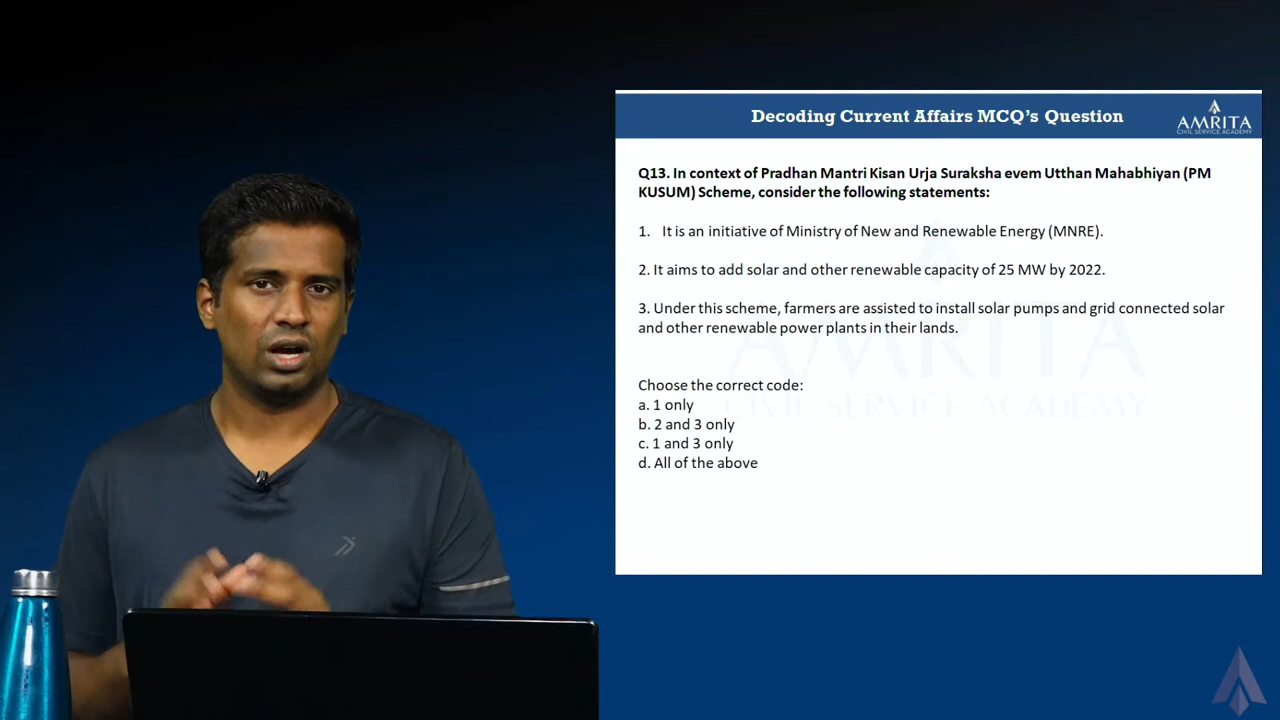 Decoding Current Affairs MCQ's Question
AMRITA
CIVIL SERVICE ACADEMY
Q13. In context of Pradhan Mantri Kisan Urja Suraksha evem Utthan Mahabhiyan (PM
KUSUM) Scheme, consider the following statements:
1. It is an initiative of Ministry of New and Renewable Energy (MNRE).
2. It aims to add solar and other renewable capacity of 25 MW by 2022.
3. Under this scheme, farmers are assisted to install solar pumps and grid connected solar
and other renewable power plants in their lands.
AMRITA
CIVIL SERVICE ACADEMY
Choose the correct code:
a. 1 only
b. 2 and 3 only
c. 1 and 3 only
d. All of the above